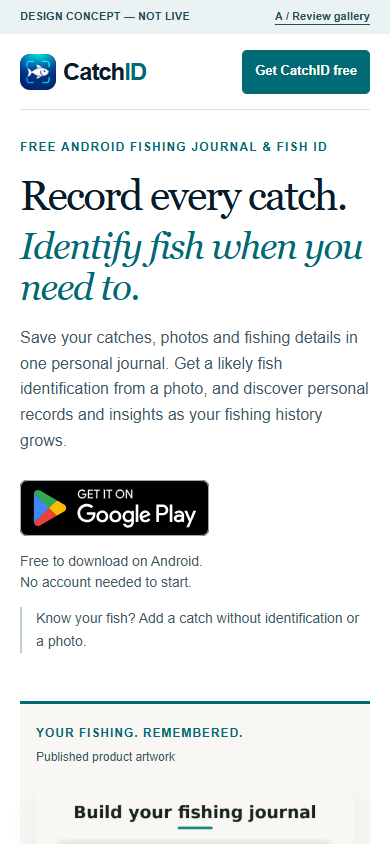 DESIGN CONCEPT — NOT LIVE
A / Review gallery
CatchID
Get CatchID free
FREE ANDROID FISHING JOURNAL & FISH ID
Record every catch.
Identify fish when you
need to.
Save your catches, photos and fishing details in
one personal journal. Get a likely fish
identification from a photo, and discover personal
records and insights as your fishing history
grows.
GET IT ON
Google Play
Free to download on Android.
No account needed to start.
Know your fish? Add a catch without identification or
a photo.
YOUR FISHING. REMEMBERED.
Published product artwork
Build your fishing journal